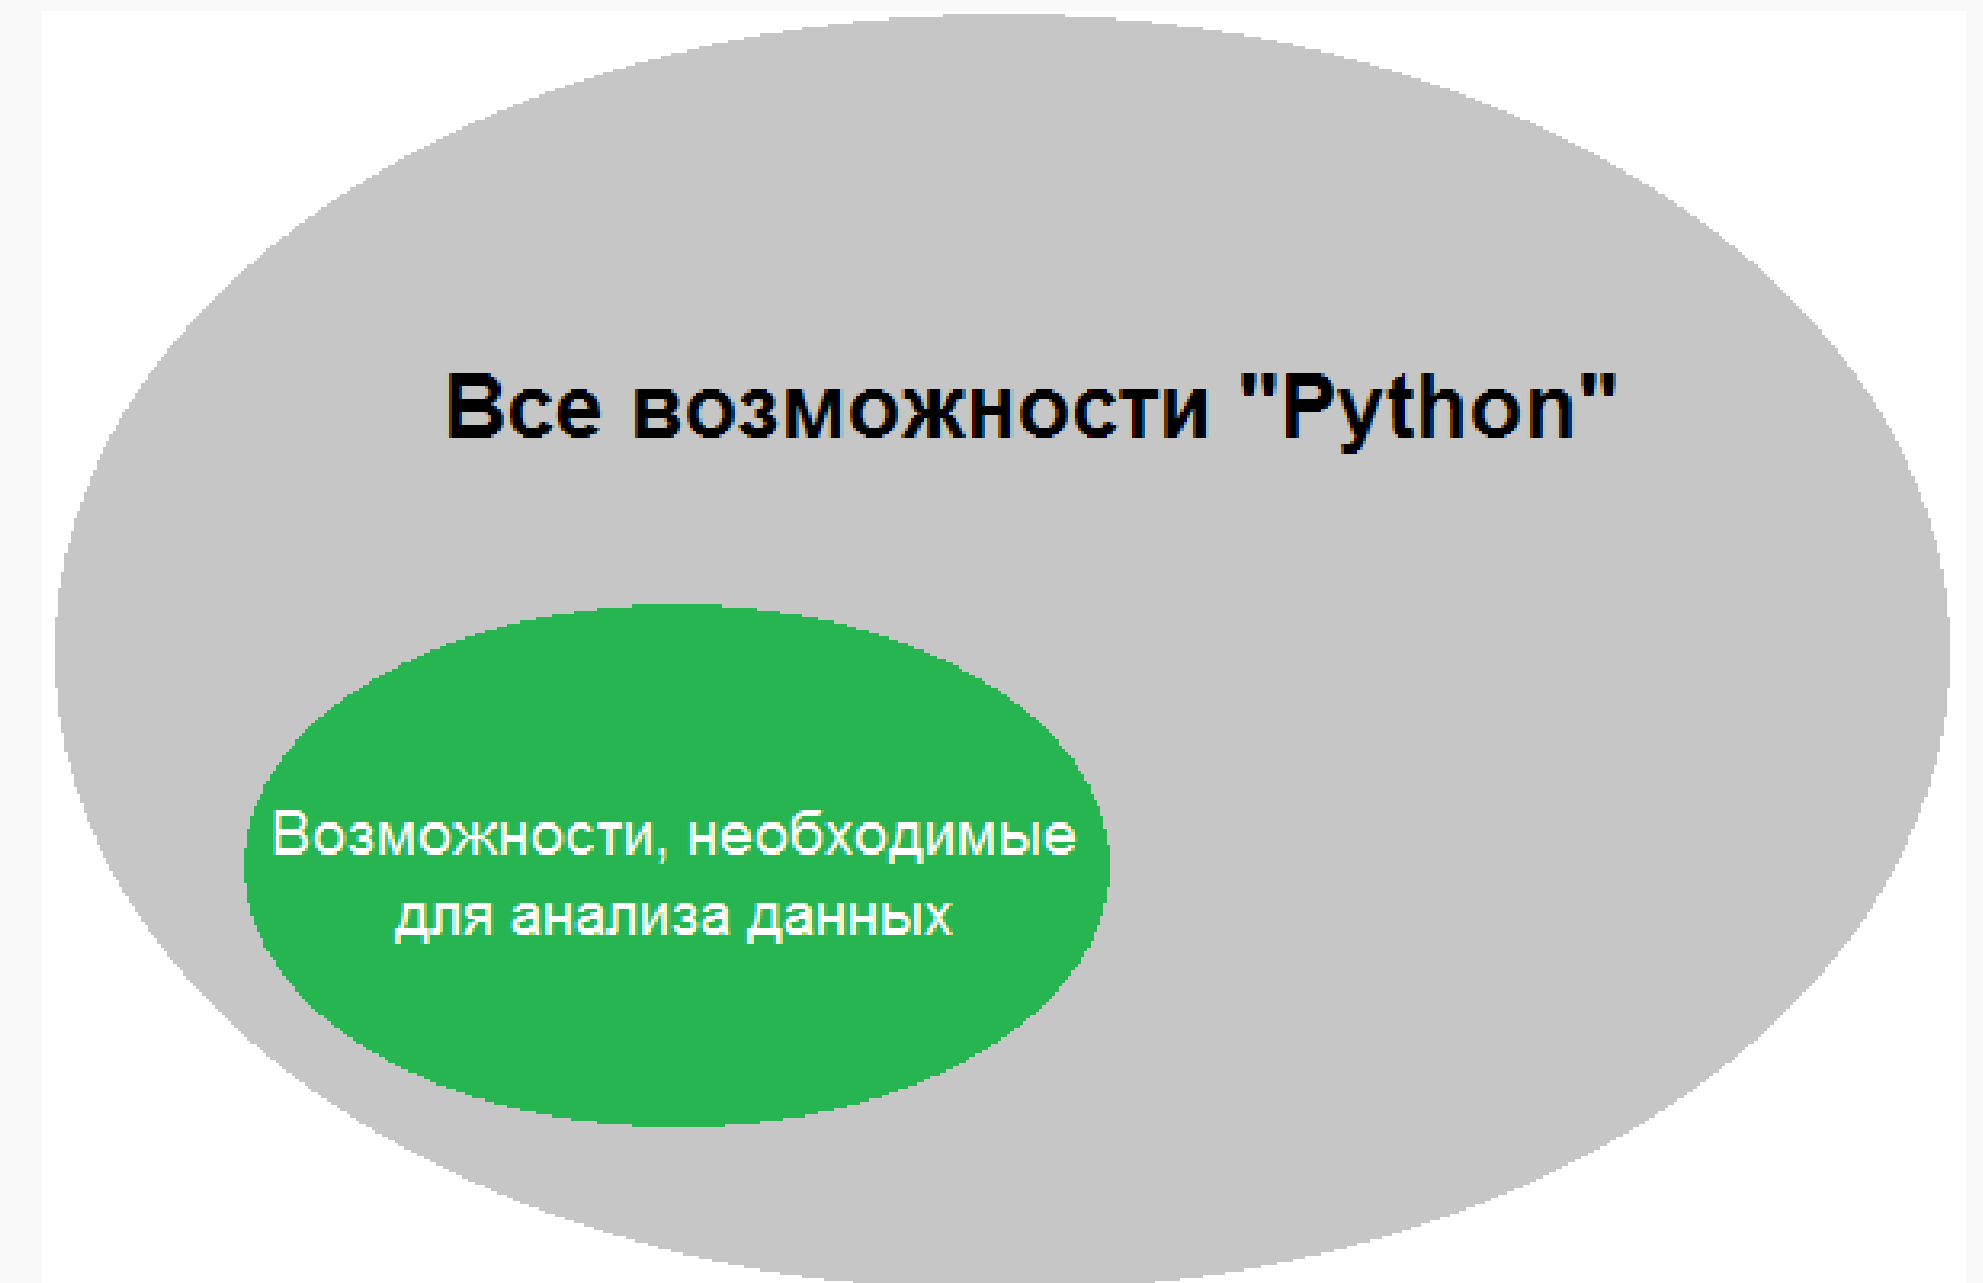 Все возможности "Python"
Возможности, необходимые
для анализа данных